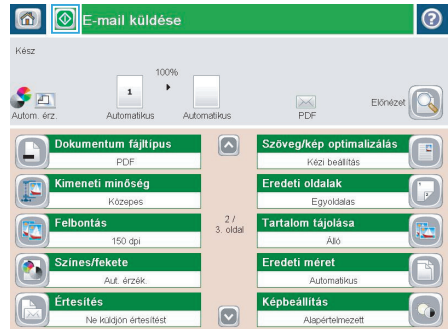 E-mail küldése
Kész
100%
1
Autom. érz.
Automatikus
Automatikus
PDF
Előnézet
Dokumentum fájltípus
PDF
Szöveg/kép optimalizálás
Kézi beállítás
Kimeneti minőség
Közepes
Eredeti oldalak
Egyoldalas
Felbontás
150 dpi
2 /
3. oldal
Tartalom tájolása
Álló
Színes/fekete
Aut. érzék.
Eredeti méret
Automatikus
Értesítés
Ne küldjön értesítést
Képbeállítás
Alapértelmezett